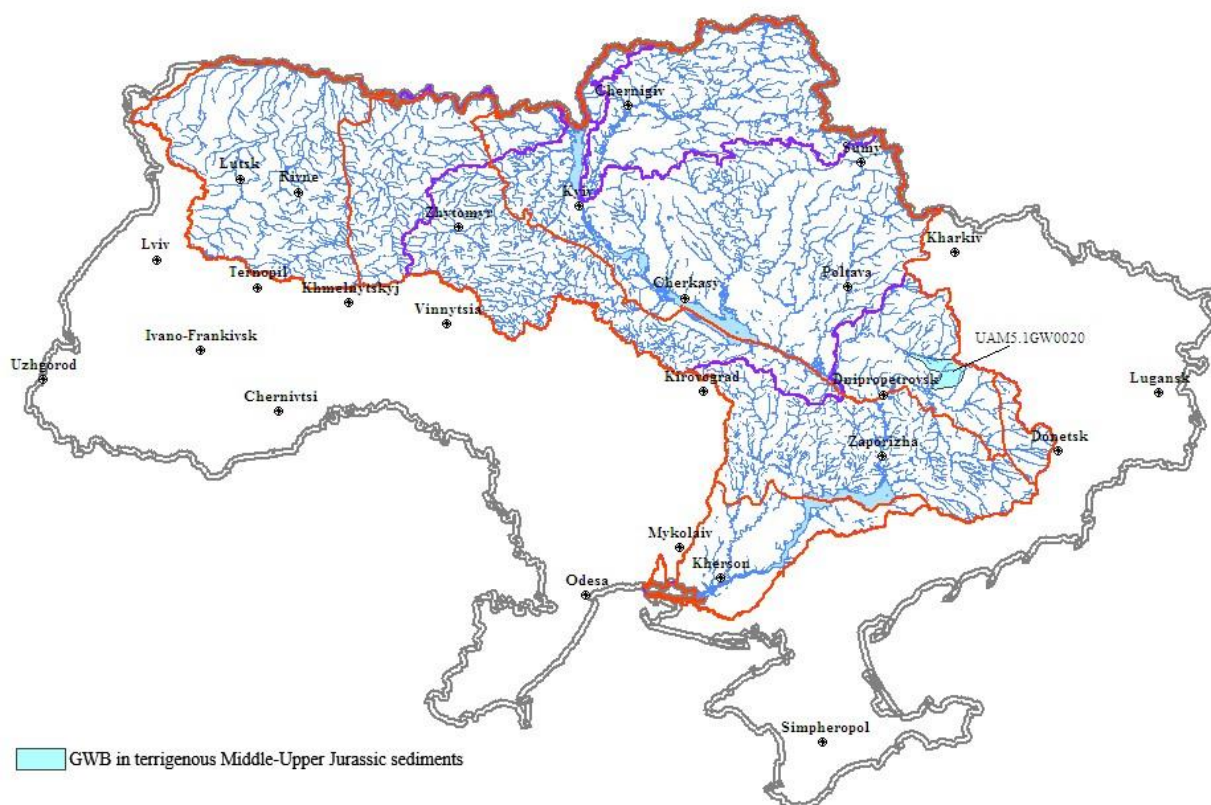 Chernigiv
Sumy
Lutsk
Rivne
Kyiv
Zhytomyr
Lviv
Kharkiv
Ternopil
Poltava
Khmelnytskyj
Cherkasy
Vinnytsia
Ivano-Frankivsk
UAM5.1GW0020
Uzhgorod
Kirovograd
Dnipropetrovsk
Lugansk
Chernivtsi
Donetsk
Zaporizha
Mykolaiv
Kherson
Odesa
Simpheropol
GWB in terrigenous Middle-Upper Jurassic sediments